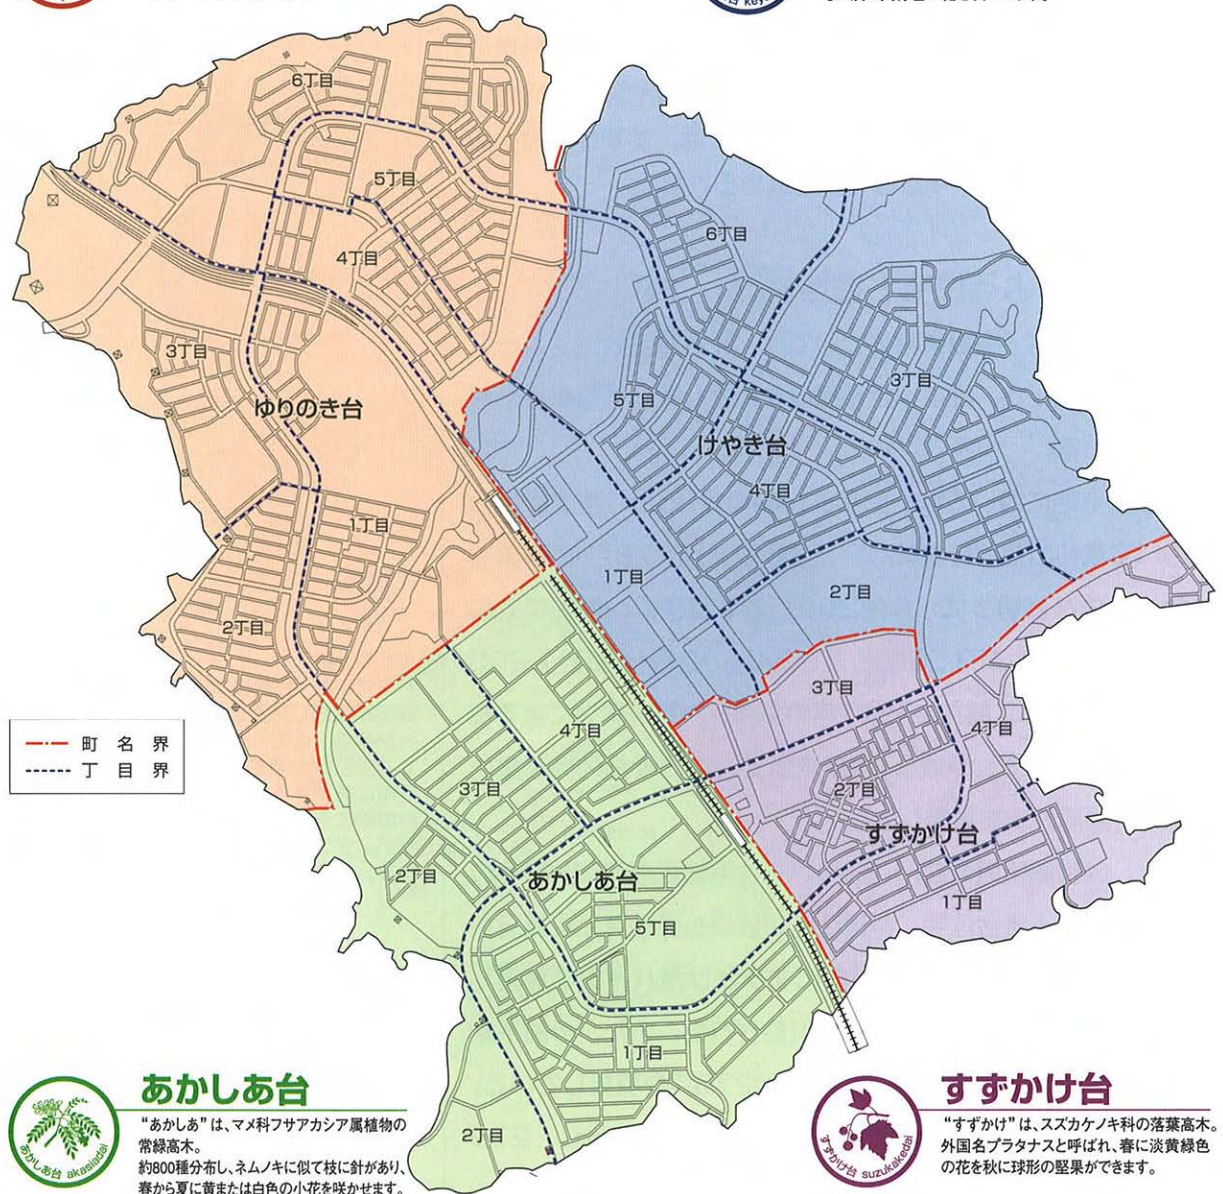 6丁目
5丁目
4丁目
3丁目
ゆりのき台
1丁目
2丁目
6丁目
3丁目
5丁目
けやき台
4丁目
1丁目
2丁目
町名界
丁目界
4丁目
3丁目
あかしあ台
2丁目
5丁目
1丁目
2丁目
3丁目
4丁目
2丁目
すずかけ台
1丁目
あかしあ台
“あかしあ”は、マメ科フサアカシア属植物の
常緑高木。
約800種分布し、ネムノキに似て枝に針があり、
春から夏に黄または白色の小花を咲かせます。
あかしあ台 akasiadai
すずかけ台
“すずかけ”は、スズカケノキ科の落葉高木。
外国名プラタナスと呼ばれ、春に淡黄緑色
の花を秋に球形の堅果ができます。
すずかけ台 suzukakedai